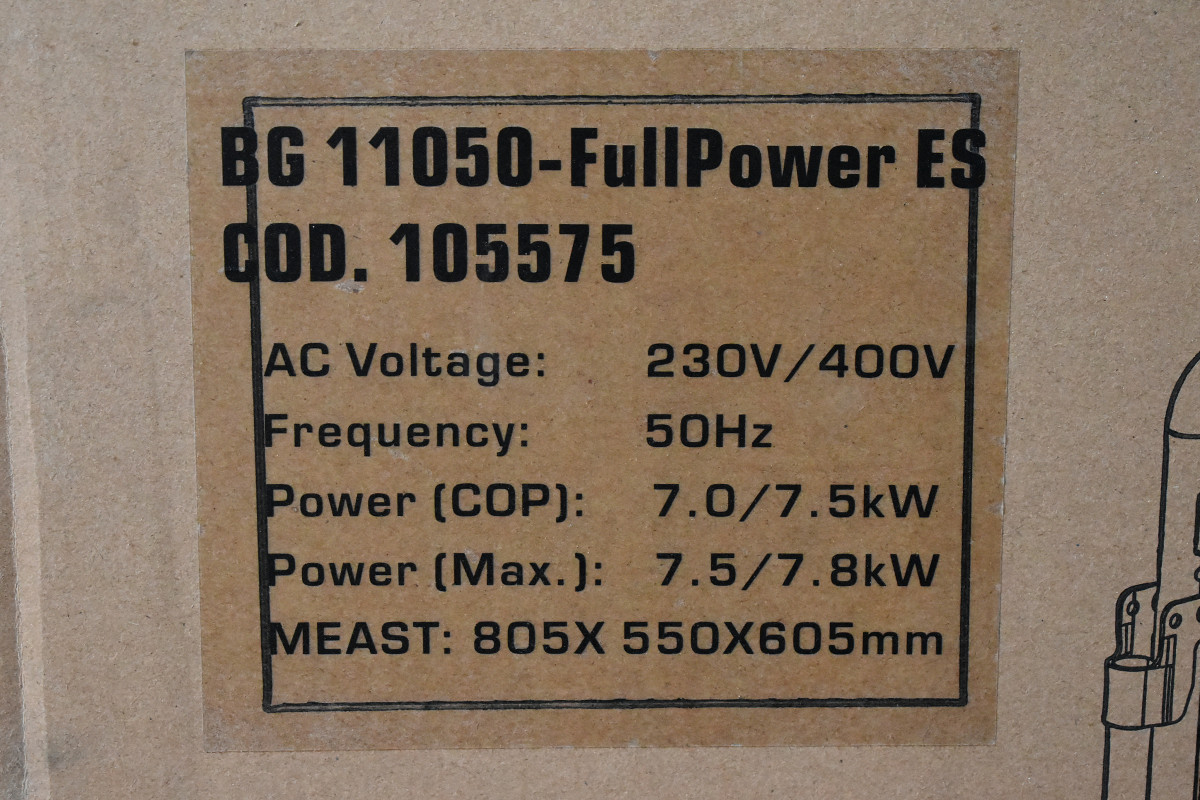 BG 11050-FullPower ES
COD. 105575
AC Voltage: 230V/400V
Frequency: 50Hz
Power (COP): 7.0/7.5kW
Power (Max.): 7.5/7.8kW
MEAST: 805X 550X605mm